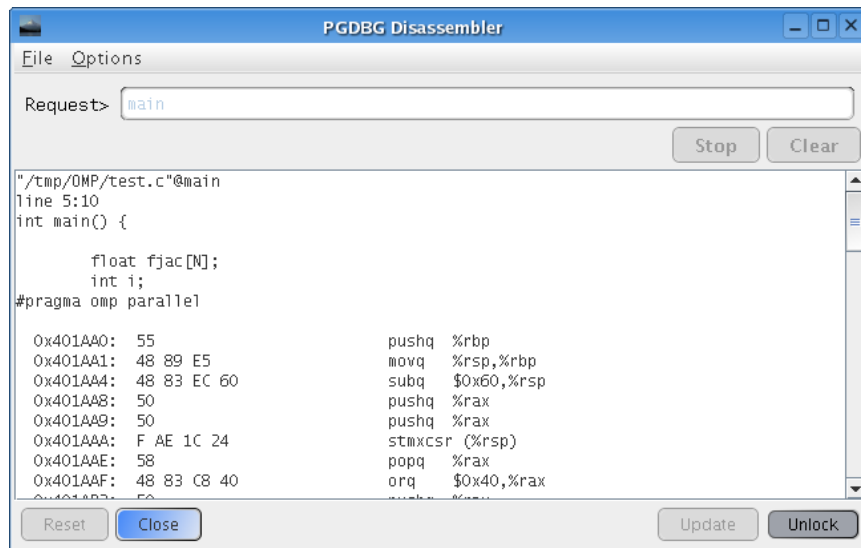 PGDBG Disassembler
File Options
Request> main
Stop Clear
"/tmp/OMP/test.c"@main
line 5:10
int main() {
float fjac[N];
int i;
#pragma omp parallel
0x401AA0: 55 pushq %rbp
0x401AA1: 48 89 E5 movq %rsp,%rbp
0x401AA4: 48 83 EC 60 subq $0x60,%rsp
0x401AA8: 50 pushq %rax
0x401AA9: 50 pushq %rax
0x401AAA: F AE 1C 24 stmxcsr (%rsp)
0x401AAE: 58 popq %rax
0x401AAF: 48 83 C8 40 orq $0x40,%rax
Reset Close Update Unlock